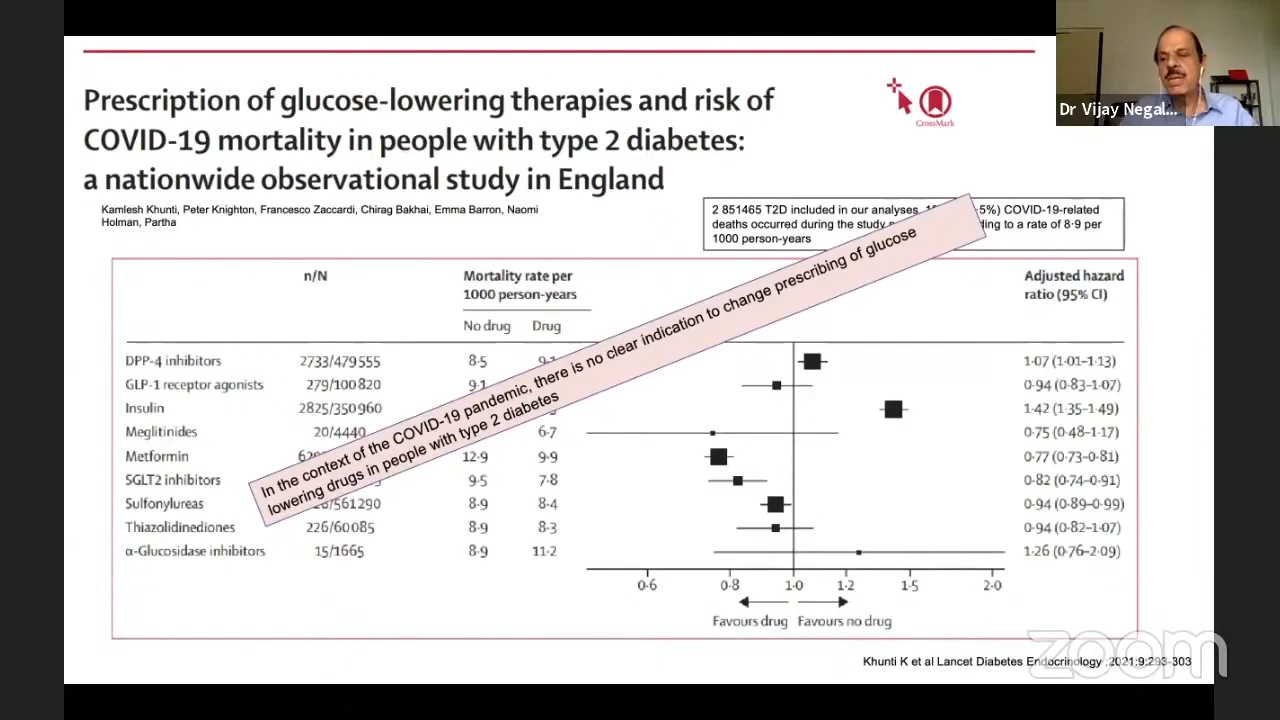 Prescription of glucose-lowering therapies and risk of
COVID-19 mortality in people with type 2 diabetes:
a nationwide observational study in England
CrossMark
Dr Vijay Negal...
Kamlesh Khunti, Peter Knighton, Francesco Zaccardi, Chirag Bakhai, Emma Barron, Naomi
Holman, Partha
2 851465 T2D included in our analyses, 5%) COVID-19-related
deaths occurred during the study to a rate of 8·9 per
1000 person-years
n/N Mortality rate per 1000 person-years Adjusted hazard ratio (95% CI)
No drug Drug
DPP-4 inhibitors 2733/479555 8·5 9·1 1·07 (1·01–1·13)
GLP-1 receptor agonists 279/100820 9·1 0·94 (0·83–1·07)
Insulin 2825/350960 1·42 (1·35–1·49)
Meglitinides 20/4440 6·7 0·75 (0·48–1·17)
Metformin 12·9 9·9 0·77 (0·73–0·81)
SGLT2 inhibitors 9·5 7·8 0·82 (0·74–0·91)
Sulfonylureas /561290 8·9 8·4 0·94 (0·89–0·99)
Thiazolidinediones 226/60085 8·9 8·3 0·94 (0·82–1·07)
α-Glucosidase inhibitors 15/1665 8·9 11·2 1·26 (0·76–2·09)
In the context of the COVID-19 pandemic, there is no clear indication to change prescribing of glucose
lowering drugs in people with type 2 diabetes
0·6 0·8 1·0 1·2 1·5 2·0
Favours drug Favours no drug
zoom
Khunti K et al Lancet Diabetes Endocrinology ;2021;9:293-303